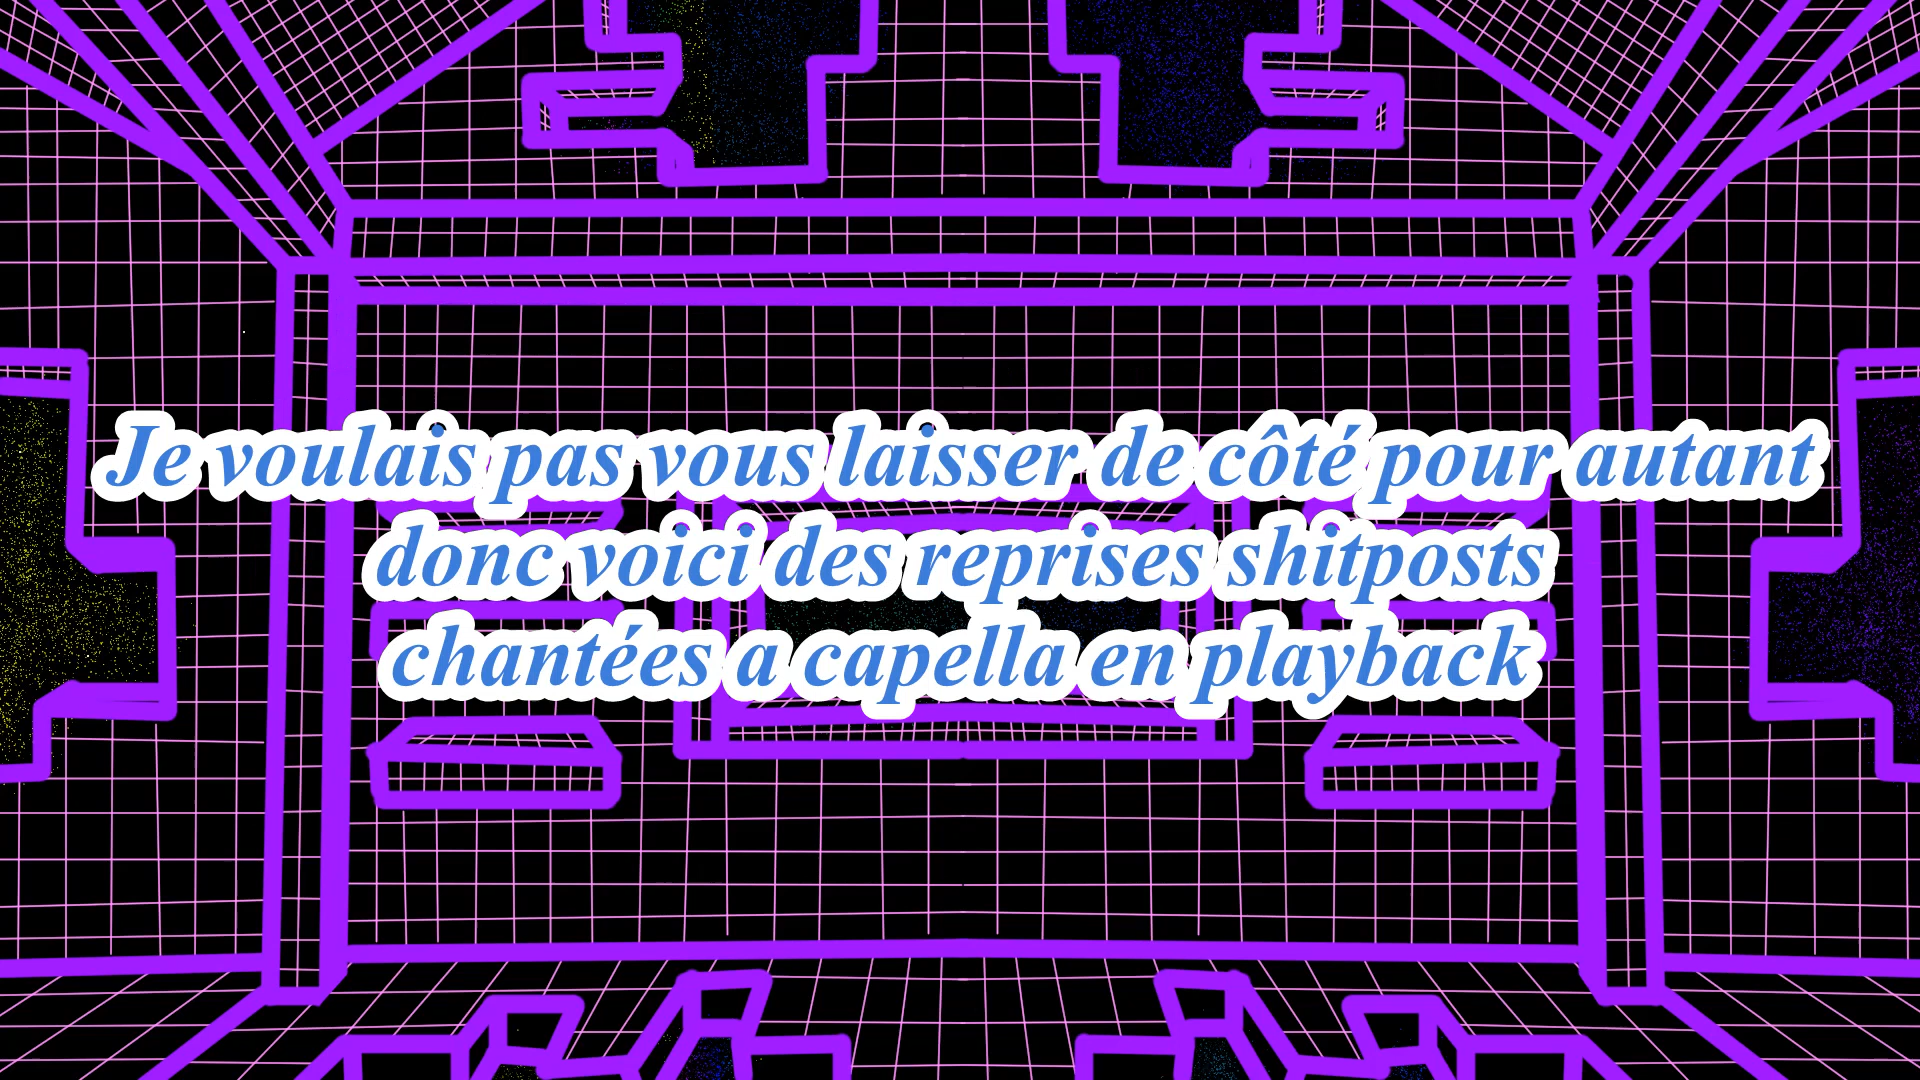 Je voulais pas vous laisser de côté pour autant
donc voici des reprises shitposts
chantées a capella en playback